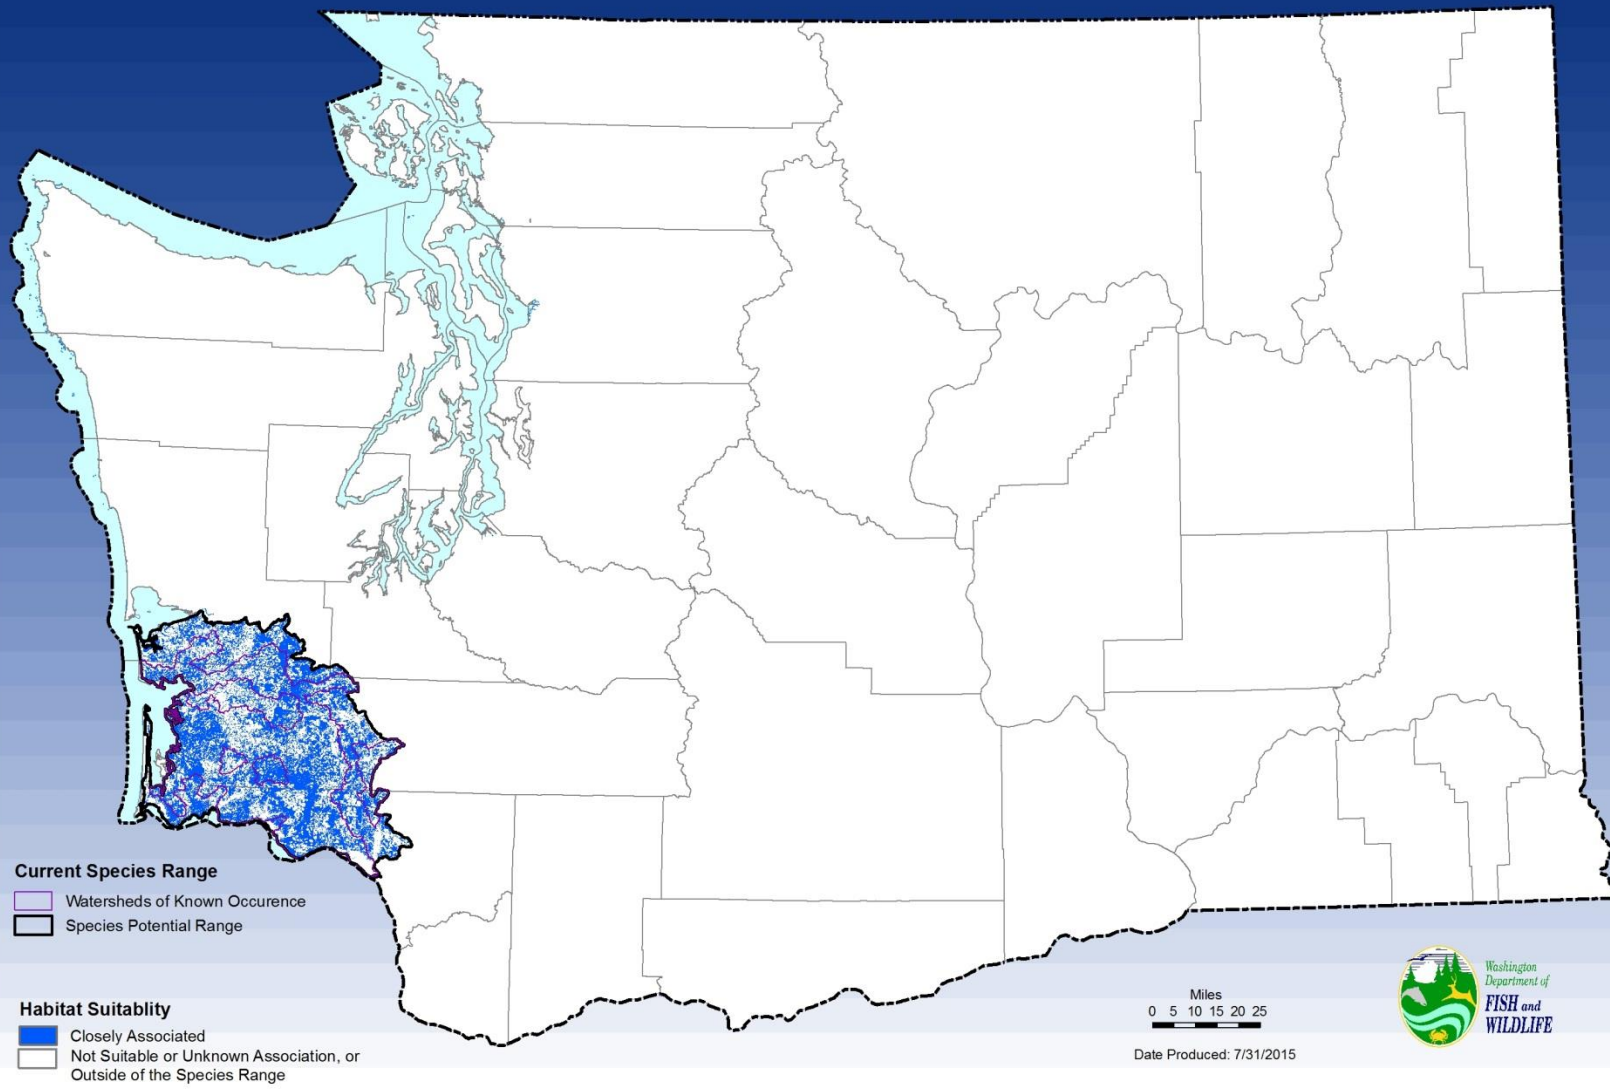 Current Species Range
Watersheds of Known Occurence
Species Potential Range
Habitat Suitablity
Closely Associated
Not Suitable or Unknown Association, or
Outside of the Species Range
Miles
0 5 10 15 20 25
Date Produced: 7/31/2015
Washington
Department of
FISH and
WILDLIFE